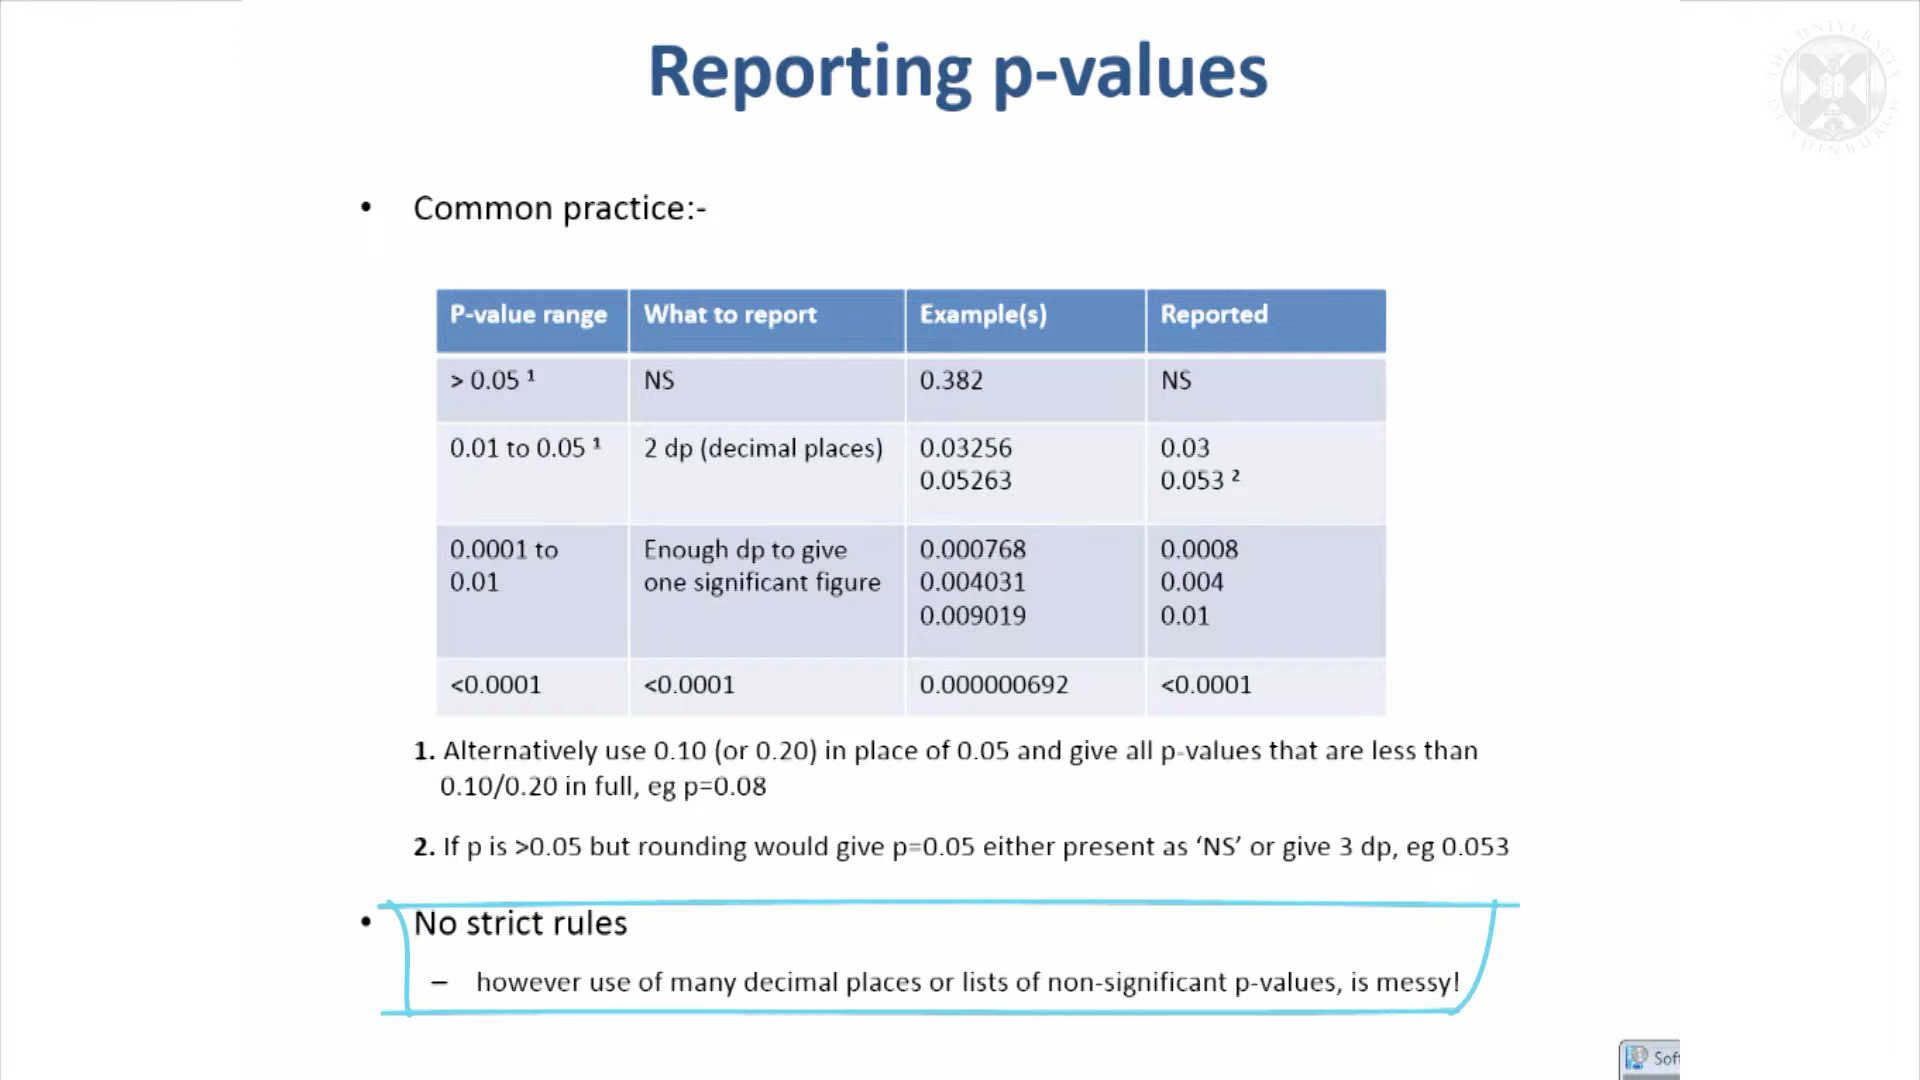 Reporting p-values
THE UNIVERSITY OF EDINBURGH
• Common practice:-
P-value range What to report Example(s) Reported
> 0.05 ¹ NS 0.382 NS
0.01 to 0.05 ¹ 2 dp (decimal places) 0.03256 0.03
0.05263 0.053 ²
0.0001 to Enough dp to give 0.000768 0.0008
0.01 one significant figure 0.004031 0.004
0.009019 0.01
<0.0001 <0.0001 0.000000692 <0.0001
1. Alternatively use 0.10 (or 0.20) in place of 0.05 and give all p-values that are less than
0.10/0.20 in full, eg p=0.08
2. If p is >0.05 but rounding would give p=0.05 either present as ‘NS’ or give 3 dp, eg 0.053
• No strict rules
– however use of many decimal places or lists of non-significant p-values, is messy!